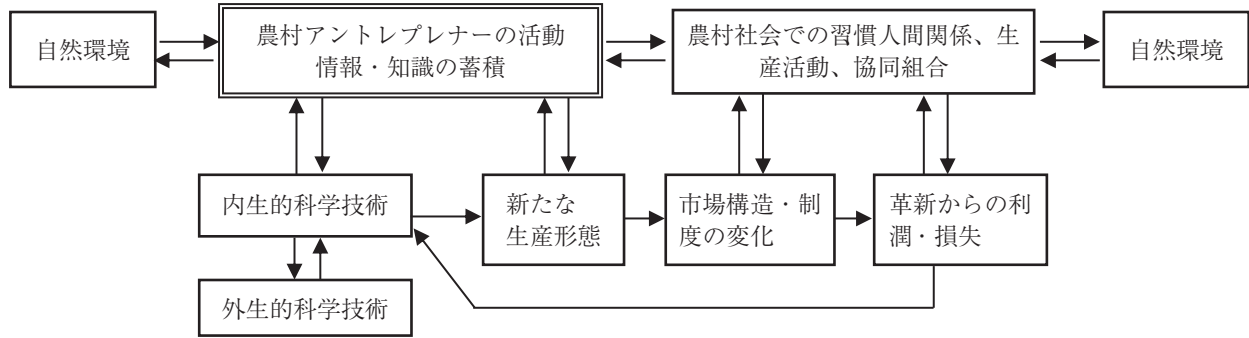 自然環境
農村アントレプレナーの活動
情報・知識の蓄積
農村社会での習慣人間関係、生
産活動、協同組合
自然環境
内生的科学技術
新たな
生産形態
市場構造・制
度の変化
革新からの利
潤・損失
外生的科学技術